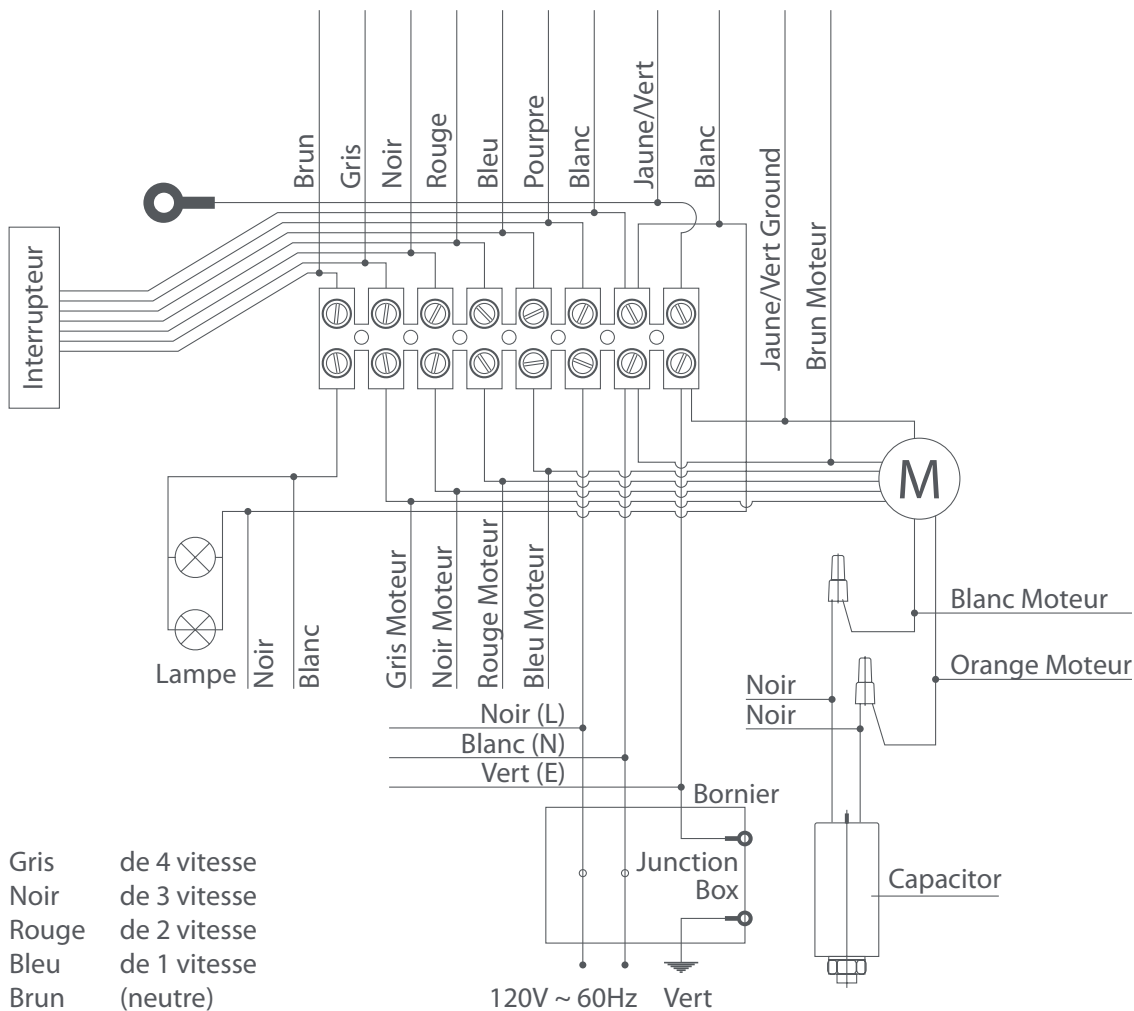 Brun
Gris
Noir
Rouge
Bleu
Pourpre
Blanc
Jaune/Vert
Blanc
Jaune/Vert Ground
Brun Moteur
Interrupteur
M
Lampe
Noir
Blanc
Gris Moteur
Noir Moteur
Rouge Moteur
Bleu Moteur
Blanc Moteur
Orange Moteur
Noir
Noir
Noir (L)
Blanc (N)
Vert (E)
Bornier
Junction
Box
Capacitor
Gris de 4 vitesse
Noir de 3 vitesse
Rouge de 2 vitesse
Bleu de 1 vitesse
Brun (neutre)
120V ~ 60Hz Vert